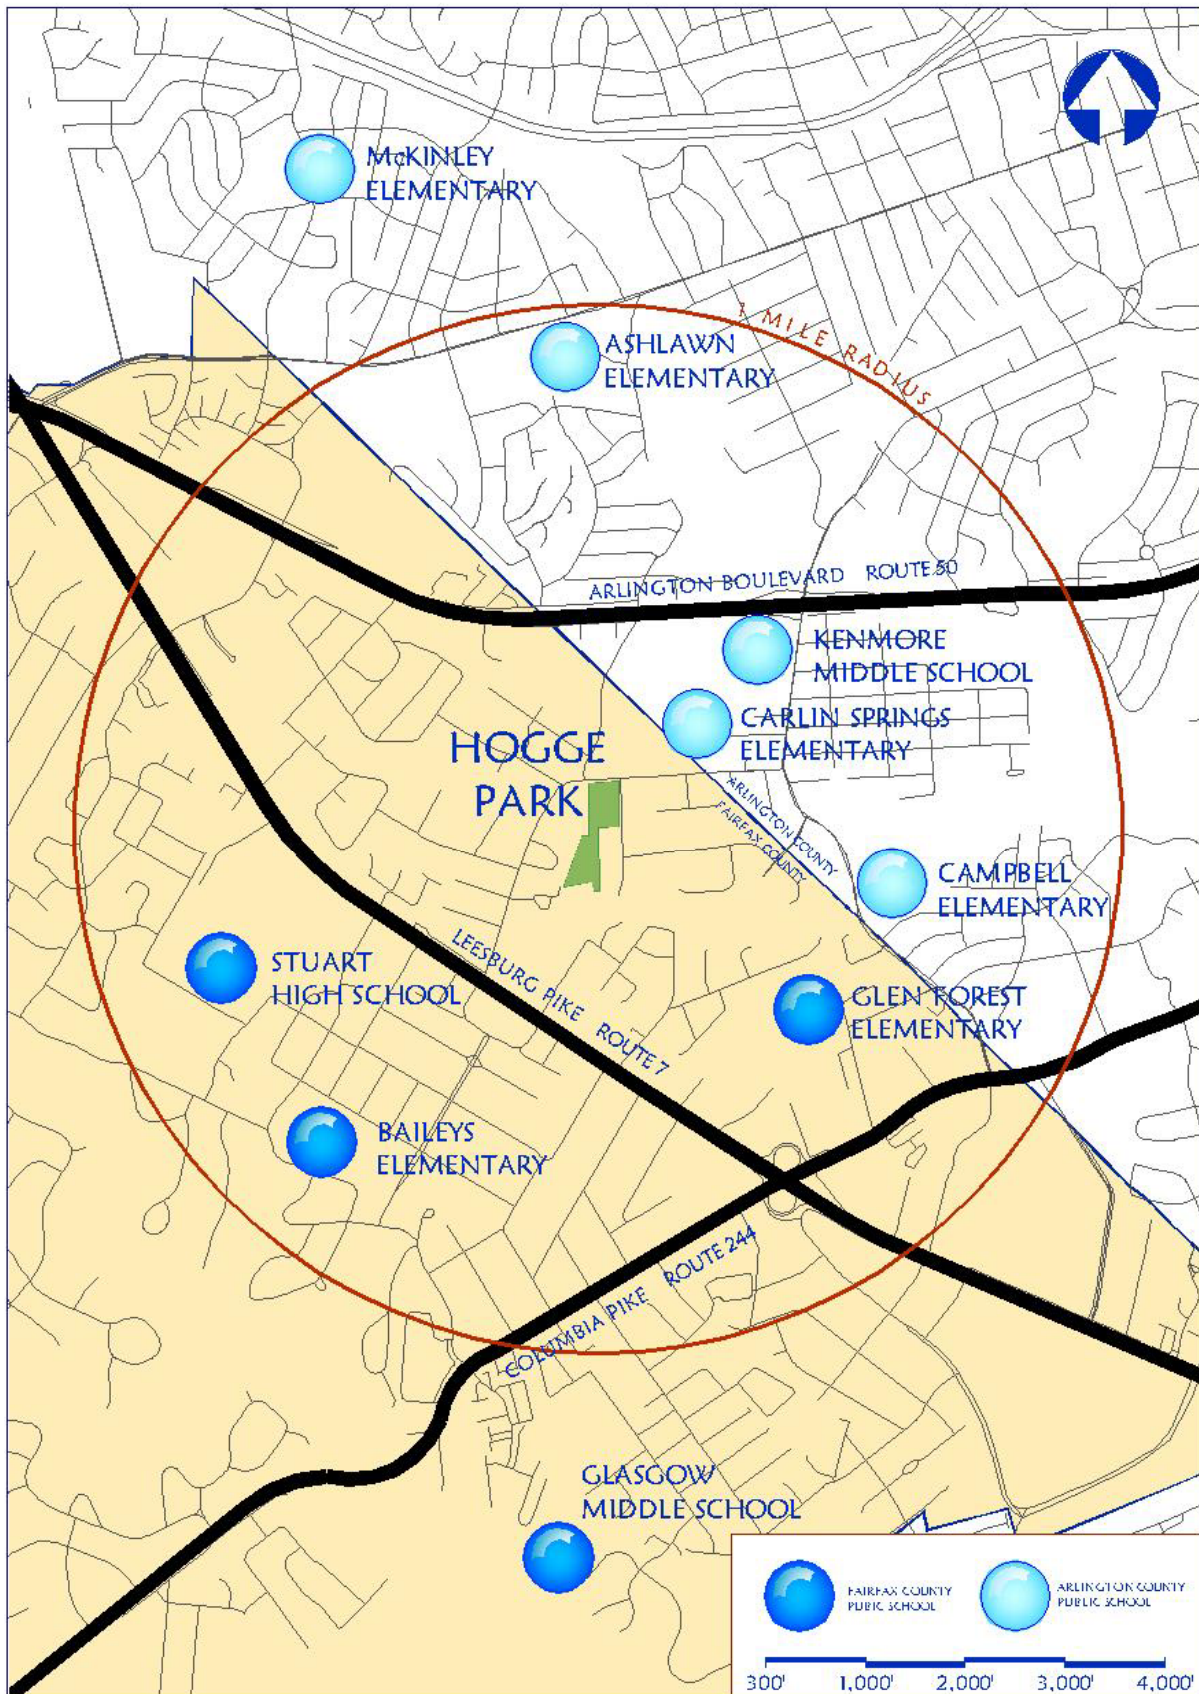 McKINLEY
ELEMENTARY
1 MILE RADIUS
ASHLAWN
ELEMENTARY
ARLINGTON BOULEVARD ROUTE 50
KENMORE
MIDDLE SCHOOL
CARLIN SPRINGS
ELEMENTARY
HOGGE
PARK
ARLINGTON COUNTY
FAIRFAX COUNTY
CAMPBELL
ELEMENTARY
LEESBURG PIKE ROUTE 7
STUART
HIGH SCHOOL
GLEN FOREST
ELEMENTARY
BAILEYS
ELEMENTARY
COLUMBIA PIKE ROUTE 244
GLASGOW
MIDDLE SCHOOL
FAIRFAX COUNTY
PUBLIC SCHOOL
ARLINGTON COUNTY
PUBLIC SCHOOL
300' 1,000' 2,000' 3,000' 4,000'